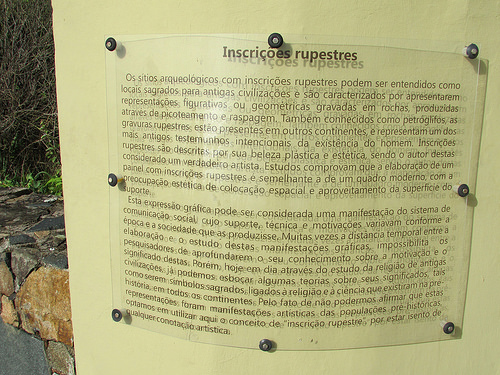 Inscrições rupestres
Os sítios arqueológicos com inscrições rupestres podem ser entendidos como
locais sagrados para antigas civilizações e são caracterizados por apresentarem
representações figurativas ou geométricas gravadas em rochas, produzidas
através de picoteamento e raspagem. Também conhecidos como petróglifos, as
gravuras rupestres, estão presentes em outros continentes, e representam um dos
mais antigos testemunhos intencionais da existência do homem. Inscrições
rupestres são descritas por sua beleza plástica e estética, sendo o autor destas
considerado um verdadeiro artista. Estudos comprovam que a elaboração de um
painel com inscrições rupestres é semelhante a de um quadro moderno, com a
preocupação estética de colocação espacial e aproveitamento da superfície do
suporte.
Esta expressão gráfica pode ser considerada uma manifestação do sistema de
comunicação social, cujo suporte, técnica e motivações variavam conforme a
época e a sociedade que as produzisse. Muitas vezes a distância temporal entre a
elaboração e o estudo destas manifestações gráficas, impossibilita os
pesquisadores de aprofundarem o seu conhecimento sobre a motivação e o
significado destas. Porém, hoje em dia através do estudo da religião de antigas
civilizações, já podemos esboçar algumas teorias sobre seus significados, tais
como serem símbolos sagrados, ligados à religião e à ciência que existiram na pré-
história, em todos os continentes. Pelo fato de não podermos afirmar que estas
representações foram manifestações artísticas das populações pré-históricas,
optamos em utilizar aqui o conceito de "inscrição rupestre", por estar isento de
qualquer conotação artística.